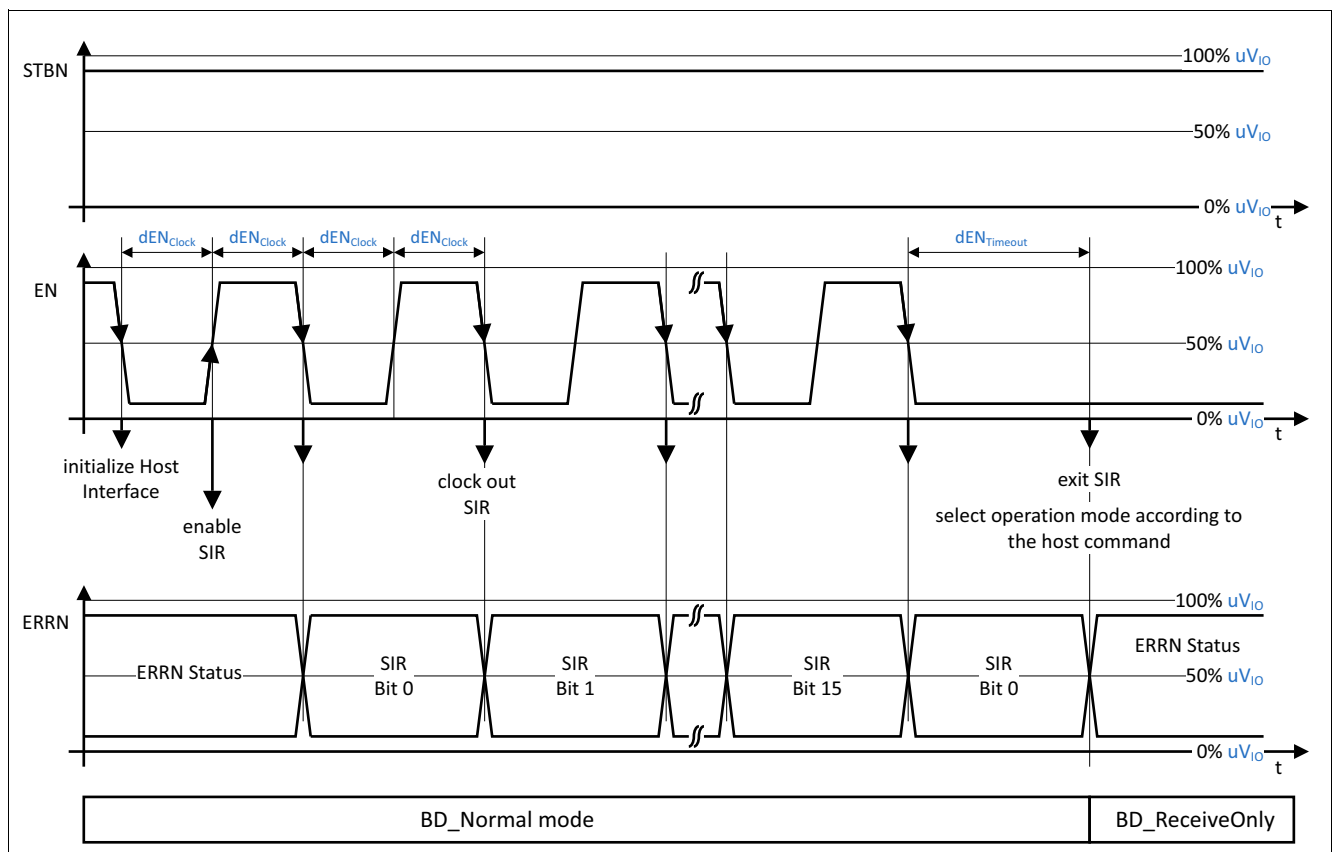 STBN
100% uVIO
50% uVIO
0% uVIO
t
dENClock dENClock dENClock dENClock dENTimeout
EN
100% uVIO
50% uVIO
0% uVIO
t
initialize Host
Interface
enable
SIR
clock out
SIR
exit SIR
select operation mode according to
the host command
ERRN
100% uVIO
ERRN Status
SIR
Bit 0
SIR
Bit 1
SIR
Bit 15
SIR
Bit 0
ERRN Status
50% uVIO
0% uVIO
t
BD_Normal mode
BD_ReceiveOnly